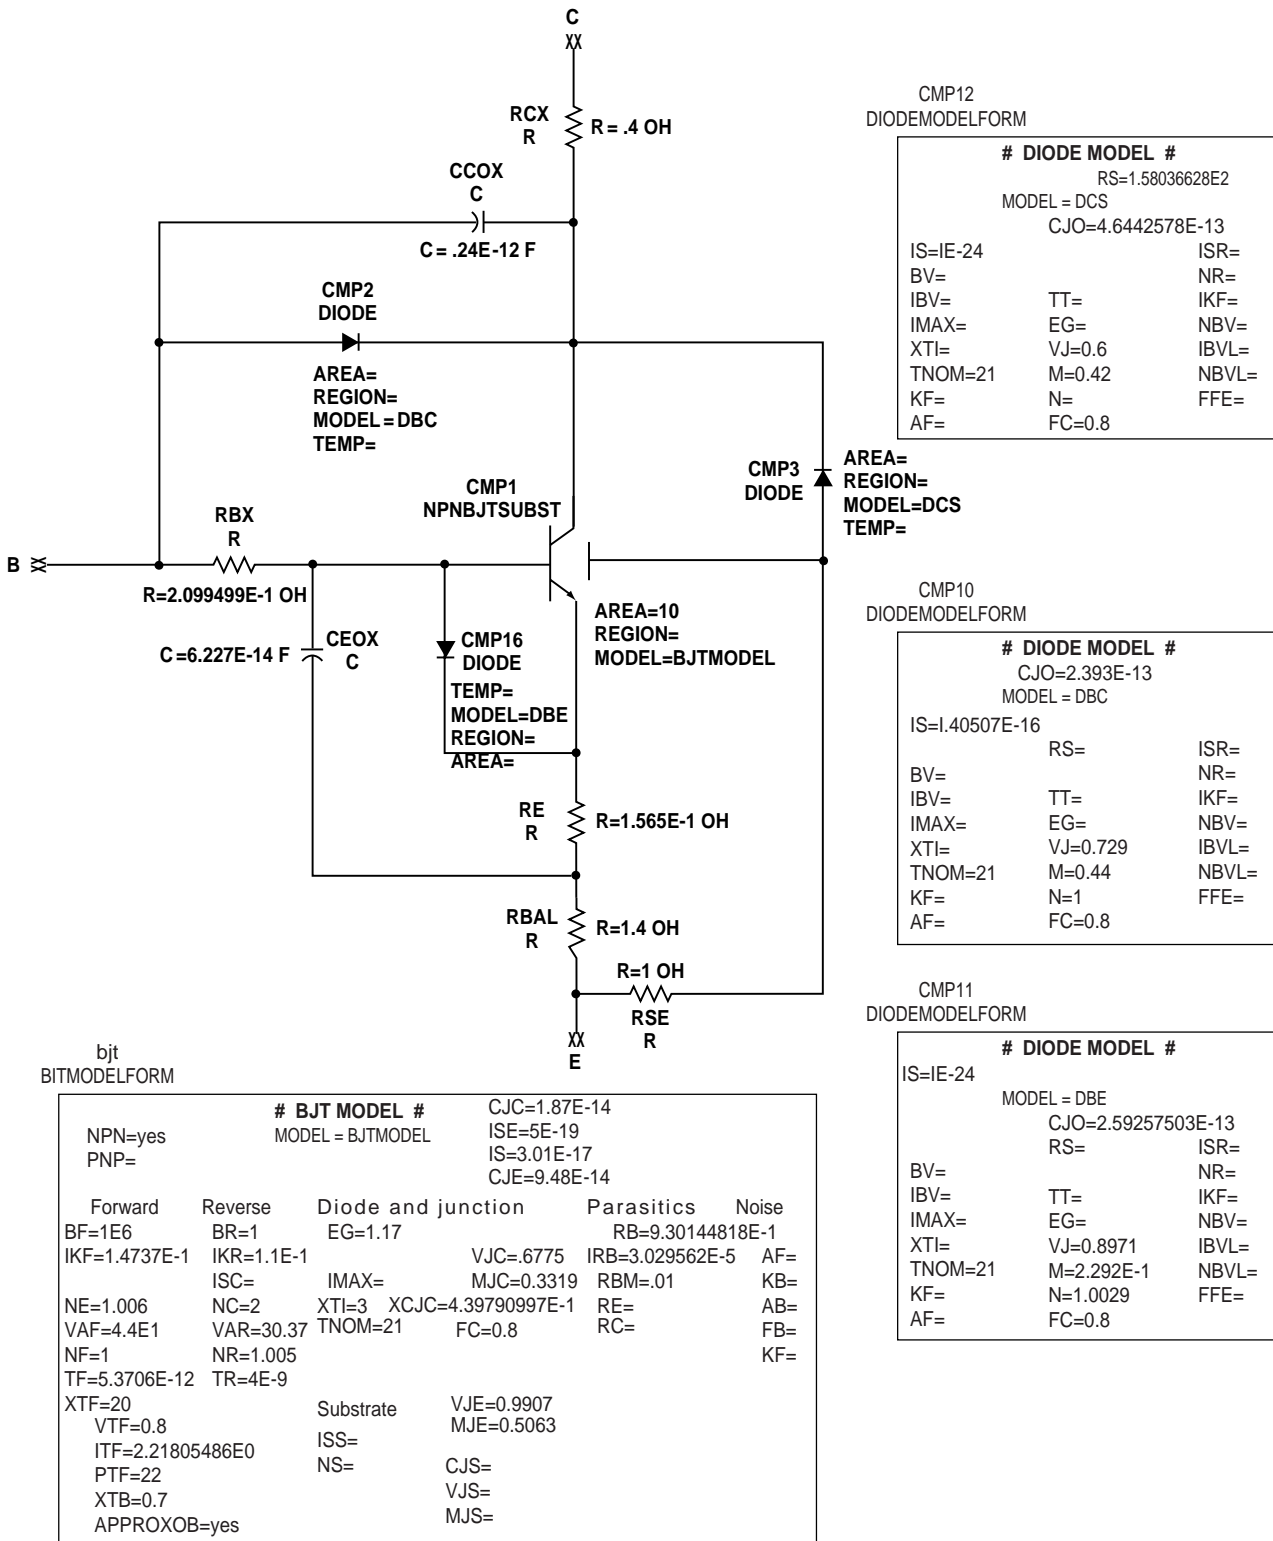 C
XX
RCX
R
R = .4 OH
CCOX
C
C = .24E-12 F
CMP2
DIODE
AREA=
REGION=
MODEL = DBC
TEMP=
CMP1
NPNBJTSUBST
CMP3
DIODE
AREA=
REGION=
MODEL=DCS
TEMP=
RBX
R
B XX
R=2.099499E-1 OH
AREA=10
REGION=
MODEL=BJTMODEL
C =6.227E-14 F
CEOX
C
CMP16
DIODE
TEMP=
MODEL=DBE
REGION=
AREA=
RE
R
R=1.565E-1 OH
RBAL
R
R=1.4 OH
R=1 OH
RSE
R
XX
E
CMP12
DIODEMODELFORM
# DIODE MODEL #
RS=1.58036628E2
MODEL = DCS
CJO=4.6442578E-13
IS=IE-24 ISR=
BV= NR=
IBV= TT= IKF=
IMAX= EG= NBV=
XTI= VJ=0.6 IBVL=
TNOM=21 M=0.42 NBVL=
KF= N= FFE=
AF= FC=0.8
CMP10
DIODEMODELFORM
# DIODE MODEL #
CJO=2.393E-13
MODEL = DBC
IS=I.40507E-16
RS= ISR=
BV= NR=
IBV= TT= IKF=
IMAX= EG= NBV=
XTI= VJ=0.729 IBVL=
TNOM=21 M=0.44 NBVL=
KF= N=1 FFE=
AF= FC=0.8
CMP11
DIODEMODELFORM
# DIODE MODEL #
IS=IE-24
MODEL = DBE
CJO=2.59257503E-13
RS= ISR=
BV= NR=
IBV= TT= IKF=
IMAX= EG= NBV=
XTI= VJ=0.8971 IBVL=
TNOM=21 M=2.292E-1 NBVL=
KF= N=1.0029 FFE=
AF= FC=0.8
bjt
BITMODELFORM
# BJT MODEL # CJC=1.87E-14
NPN=yes MODEL = BJTMODEL ISE=5E-19
PNP= IS=3.01E-17
CJE=9.48E-14
Forward Reverse Diode and junction Parasitics Noise
BF=1E6 BR=1 EG=1.17 RB=9.30144818E-1
IKF=1.4737E-1 IKR=1.1E-1 VJC=.6775 IRB=3.029562E-5 AF=
ISC= IMAX= MJC=0.3319 RBM=.01 KB=
NE=1.006 NC=2 XTI=3 XCJC=4.39790997E-1 RE= AB=
VAF=4.4E1 VAR=30.37 TNOM=21 FC=0.8 RC= FB=
NF=1 NR=1.005 KF=
TF=5.3706E-12 TR=4E-9
XTF=20 Substrate VJE=0.9907
VTF=0.8 MJE=0.5063
ITF=2.21805486E0 ISS=
PTF=22 NS= CJS=
XTB=0.7 VJS=
APPROXOB=yes MJS=